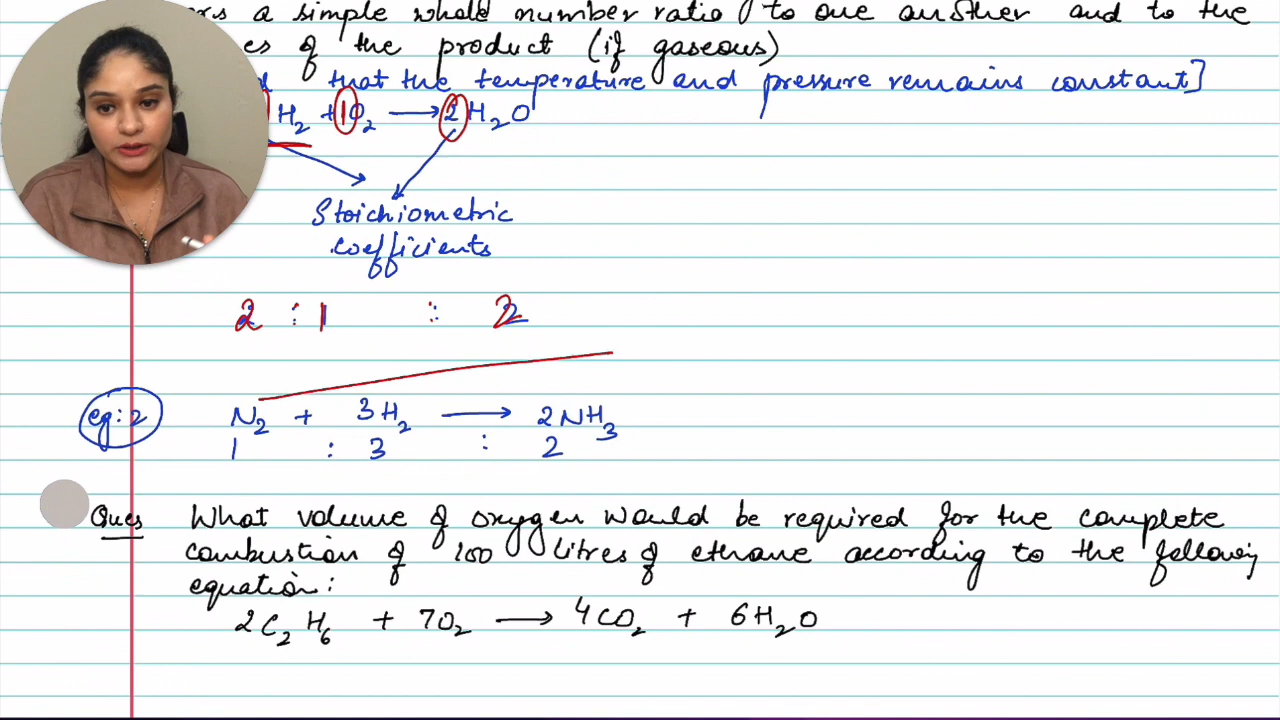 a simple whole number ratio to one another and to the
es of the product (if gaseous)
that the temperature and pressure remains constant]
H₂ + 1O₂ ⟶ 2H₂O
Stoichiometric
coefficients
2 : 1 : 2
eg:2 N₂ + 3H₂ ⟶ 2NH₃
1 : 3 : 2
Ques What volume of oxygen would be required for the complete
combustion of 100 litres of ethane according to the following
equation:
2C₂H₆ + 7O₂ ⟶ 4CO₂ + 6H₂O